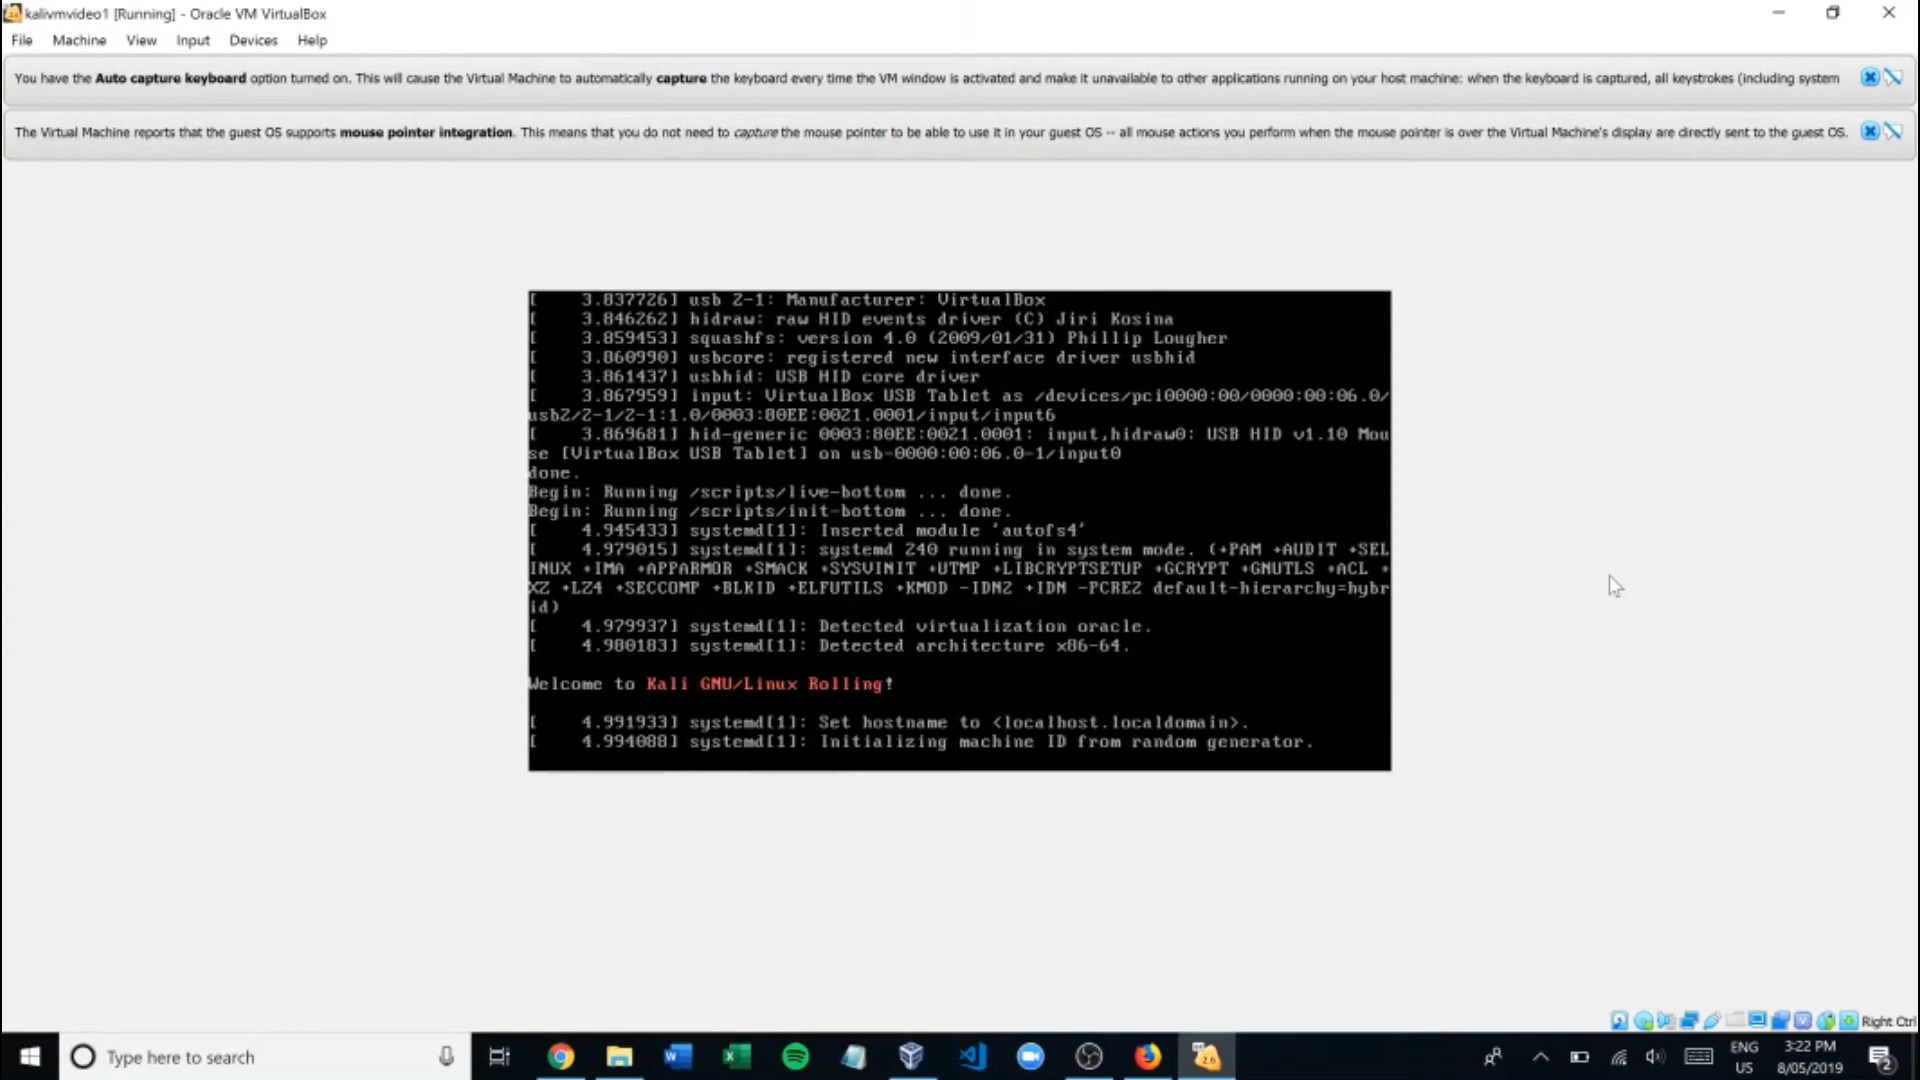 kalivmvideo1 [Running] - Oracle VM VirtualBox
File Machine View Input Devices Help
You have the Auto capture keyboard option turned on. This will cause the Virtual Machine to automatically capture the keyboard every time the VM window is activated and make it unavailable to other applications running on your host machine: when the keyboard is captured, all keystrokes (including system
The Virtual Machine reports that the guest OS supports mouse pointer integration. This means that you do not need to capture the mouse pointer to be able to use it in your guest OS -- all mouse actions you perform when the mouse pointer is over the Virtual Machine's display are directly sent to the guest OS.
[    3.837726] usb 2-1: Manufacturer: VirtualBox
[    3.846262] hidraw: raw HID events driver (C) Jiri Kosina
[    3.859453] squashfs: version 4.0 (2009/01/31) Phillip Lougher
[    3.860990] usbcore: registered new interface driver usbhid
[    3.861437] usbhid: USB HID core driver
[    3.867959] input: VirtualBox USB Tablet as /devices/pci0000:00/0000:00:06.0/
usb2/2-1/2-1:1.0/0003:80EE:0021.0001/input/input6
[    3.869681] hid-generic 0003:80EE:0021.0001: input,hidraw0: USB HID v1.10 Mou
se [VirtualBox USB Tablet] on usb-0000:00:06.0-1/input0
done.
Begin: Running /scripts/live-bottom ... done.
Begin: Running /scripts/init-bottom ... done.
[    4.945433] systemd[1]: Inserted module 'autofs4'
[    4.979015] systemd[1]: systemd 240 running in system mode. (+PAM +AUDIT +SEL
INUX +IMA +APPARMOR +SMACK +SYSVINIT +UTMP +LIBCRYPTSETUP +GCRYPT +GNUTLS +ACL +
XZ +LZ4 +SECCOMP +BLKID +ELFUTILS +KMOD -IDN2 +IDN -PCRE2 default-hierarchy=hybr
id)
[    4.979937] systemd[1]: Detected virtualization oracle.
[    4.980183] systemd[1]: Detected architecture x86-64.
Welcome to Kali GNU/Linux Rolling!
[    4.991933] systemd[1]: Set hostname to <localhost.localdomain>.
[    4.994088] systemd[1]: Initializing machine ID from random generator.
Right Ctrl
Type here to search
ENG
US
3:22 PM
8/05/2019
2